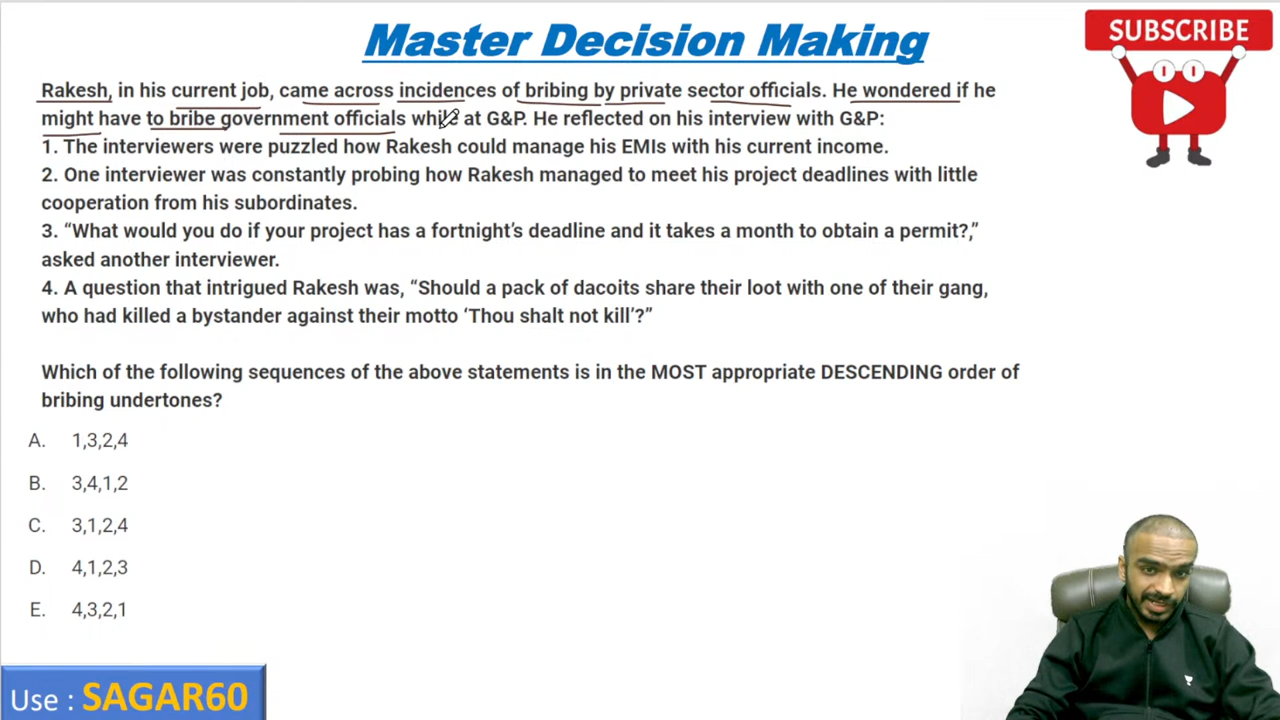 Master Decision Making
SUBSCRIBE
Rakesh, in his current job, came across incidences of bribing by private sector officials. He wondered if he
might have to bribe government officials while at G&P. He reflected on his interview with G&P:
1. The interviewers were puzzled how Rakesh could manage his EMIs with his current income.
2. One interviewer was constantly probing how Rakesh managed to meet his project deadlines with little
cooperation from his subordinates.
3. “What would you do if your project has a fortnight’s deadline and it takes a month to obtain a permit?,”
asked another interviewer.
4. A question that intrigued Rakesh was, “Should a pack of dacoits share their loot with one of their gang,
who had killed a bystander against their motto ‘Thou shalt not kill’?”
Which of the following sequences of the above statements is in the MOST appropriate DESCENDING order of
bribing undertones?
A. 1,3,2,4
B. 3,4,1,2
C. 3,1,2,4
D. 4,1,2,3
E. 4,3,2,1
Use : SAGAR60